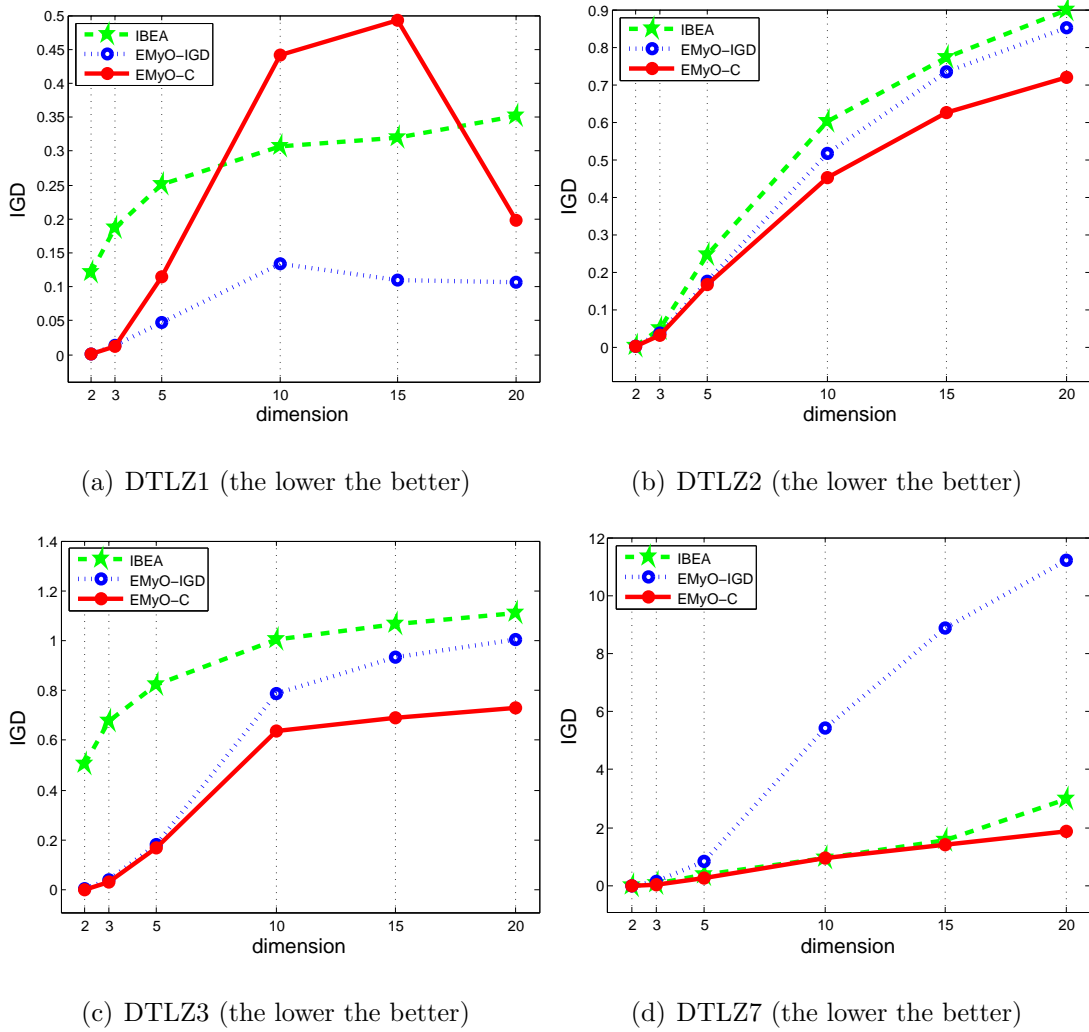 0.5
0.45
0.4
0.35
0.3
0.25
0.2
0.15
0.1
0.05
0
IGD
IBEA
EMyO−IGD
EMyO−C
2 3 5 10 15 20
dimension
(a) DTLZ1 (the lower the better)
0.9
0.8
0.7
0.6
0.5
0.4
0.3
0.2
0.1
0
IGD
IBEA
EMyO−IGD
EMyO−C
2 3 5 10 15 20
dimension
(b) DTLZ2 (the lower the better)
1.4
1.2
1
0.8
0.6
0.4
0.2
0
IGD
IBEA
EMyO−IGD
EMyO−C
2 3 5 10 15 20
dimension
(c) DTLZ3 (the lower the better)
12
10
8
6
4
2
0
IGD
IBEA
EMyO−IGD
EMyO−C
2 3 5 10 15 20
dimension
(d) DTLZ7 (the lower the better)